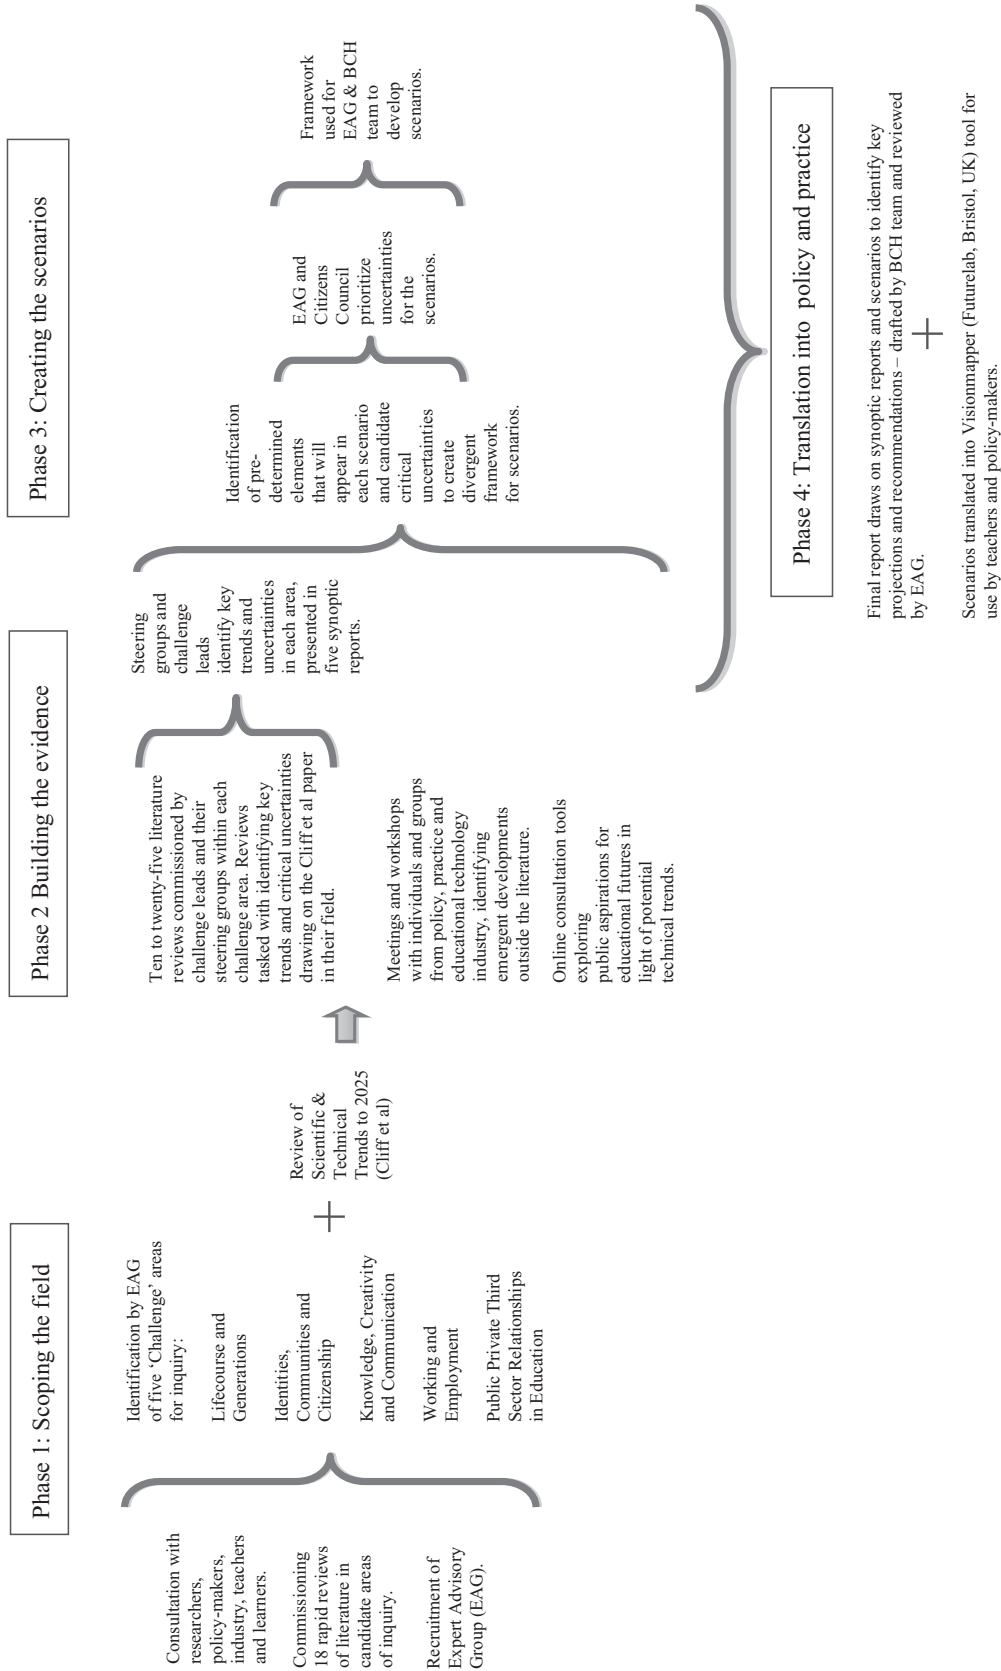 Phase 1: Scoping the field
Consultation with
researchers,
policy-makers,
industry, teachers
and learners.
Commissioning
18 rapid reviews
of literature in
candidate areas
of inquiry.
Recruitment of
Expert Advisory
Group (EAG).
Identification by EAG
of five ‘Challenge’ areas
for inquiry:
Lifecourse and
Generations
Identities,
Communities and
Citizenship
Knowledge, Creativity
and Communication
Working and
Employment
Public Private Third
Sector Relationships
in Education
+
Review of
Scientific &
Technical
Trends to 2025
(Cliff et al)
Phase 2 Building the evidence
Ten to twenty-five literature
reviews commissioned by
challenge leads and their
steering groups within each
challenge area. Reviews
tasked with identifying key
trends and critical uncertainties
drawing on the Cliff et al paper
in their field.
Meetings and workshops
with individuals and groups
from policy, practice and
educational technology
industry, identifying
emergent developments
outside the literature.
Online consultation tools
exploring
public aspirations for
educational futures in
light of potential
technical trends.
Steering
groups and
challenge
leads
identify key
trends and
uncertainties
in each area,
presented in
five synoptic
reports.
Phase 3: Creating the scenarios
Identification
of pre-
determined
elements
that will
appear in
each scenario
and candidate
critical
uncertainties
to create
divergent
framework
for scenarios.
EAG and
Citizens
Council
prioritize
uncertainties
for the
scenarios.
Framework
used for
EAG & BCH
team to
develop
scenarios.
Phase 4: Translation into policy and practice
Final report draws on synoptic reports and scenarios to identify key
projections and recommendations – drafted by BCH team and reviewed
by EAG.
+
Scenarios translated into Visionmapper (Futurelab, Bristol, UK) tool for
use by teachers and policy-makers.